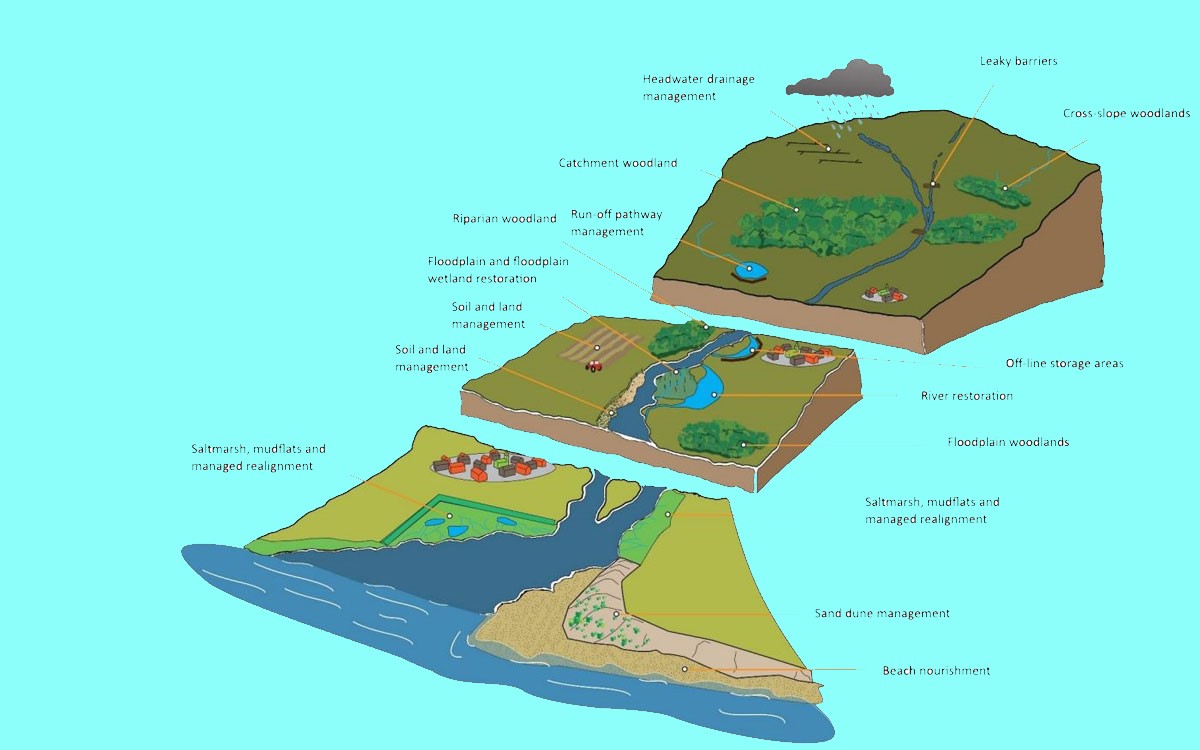 Leaky barriers
Headwater drainage
management
Cross-slope woodlands
Catchment woodland
Riparian woodland
Run-off pathway
management
Floodplain and floodplain
wetland restoration
Soil and land
management
Soil and land
management
Off-line storage areas
River restoration
Floodplain woodlands
Saltmarsh, mudflats and
managed realignment
Saltmarsh, mudflats and
managed realignment
Sand dune management
Beach nourishment